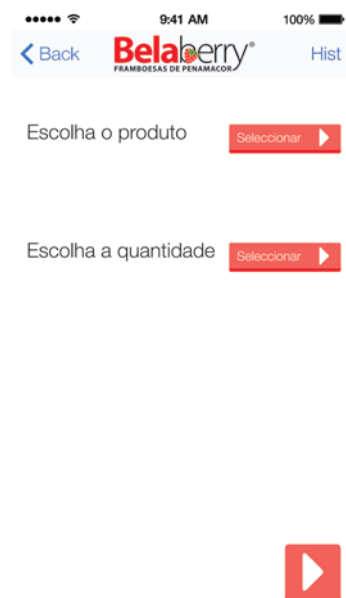 9:41 AM 100%
Back Belaberry® Hist
FRAMBOESAS DE PENAMACOR
Escolha o produto Seleccionar
Escolha a quantidade Seleccionar